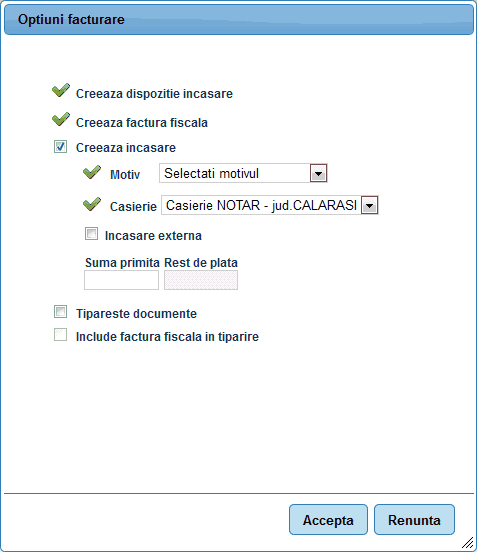 Optiuni facturare
Creeaza dispozitie incasare
Creeaza factura fiscala
Creeaza incasare
Motiv Selectati motivul
Casierie Casierie NOTAR - jud.CALARASI
Incasare externa
Suma primita Rest de plata
Tipareste documente
Include factura fiscala in tiparire
Accepta Renunta